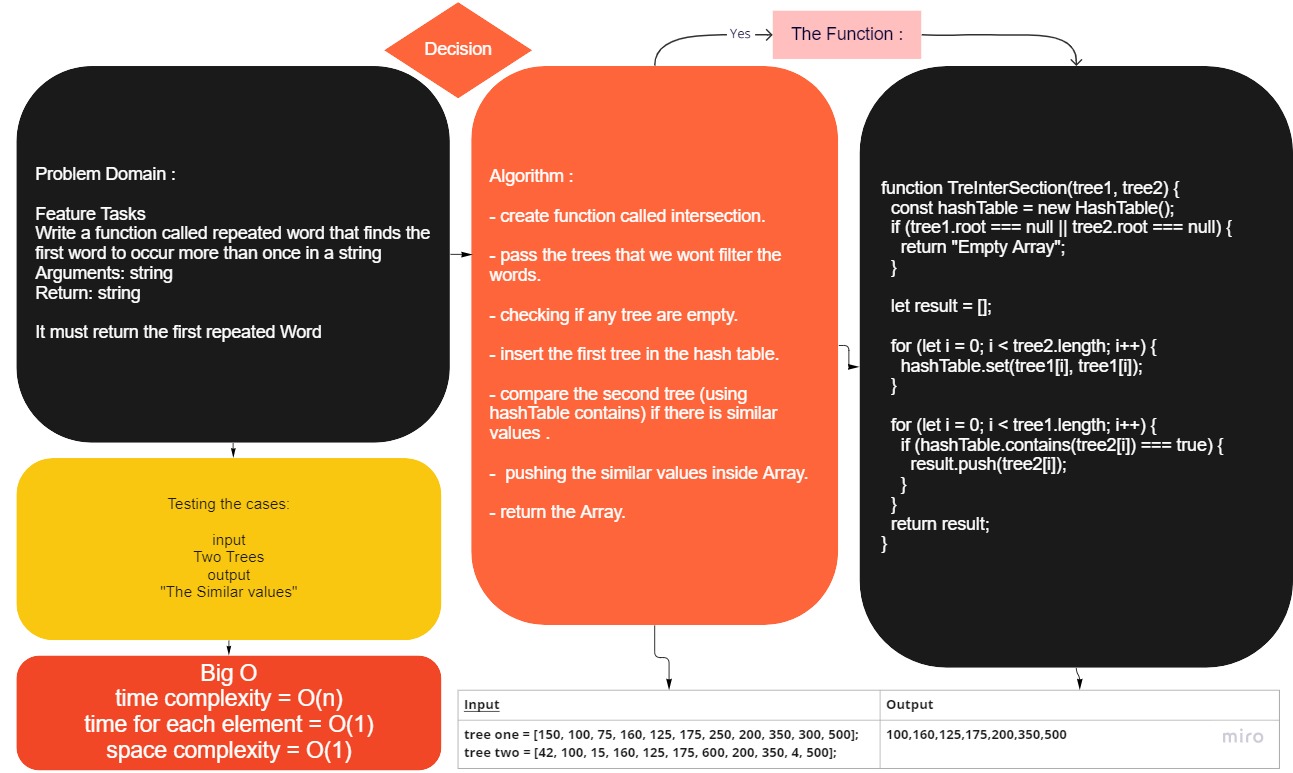 Decision
Yes
The Function :
Problem Domain :
Feature Tasks
Write a function called repeated word that finds the
first word to occur more than once in a string
Arguments: string
Return: string
It must return the first repeated Word
Algorithm :
- create function called intersection.
- pass the trees that we wont filter the
words.
- checking if any tree are empty.
- insert the first tree in the hash table.
- compare the second tree (using
hashTable contains) if there is similar
values .
-  pushing the similar values inside Array.
- return the Array.
function TreInterSection(tree1, tree2) {
const hashTable = new HashTable();
if (tree1.root === null || tree2.root === null) {
return "Empty Array";
}
let result = [];
for (let i = 0; i < tree2.length; i++) {
hashTable.set(tree1[i], tree1[i]);
}
for (let i = 0; i < tree1.length; i++) {
if (hashTable.contains(tree2[i]) === true) {
result.push(tree2[i]);
}
}
return result;
}
Testing the cases:
input
Two Trees
output
"The Similar values"
Big O
time complexity = O(n)
time for each element = O(1)
space complexity = O(1)
Input
tree one = [150, 100, 75, 160, 125, 175, 250, 200, 350, 300, 500];
tree two = [42, 100, 15, 160, 125, 175, 600, 200, 350, 4, 500];
Output
100,160,125,175,200,350,500
miro